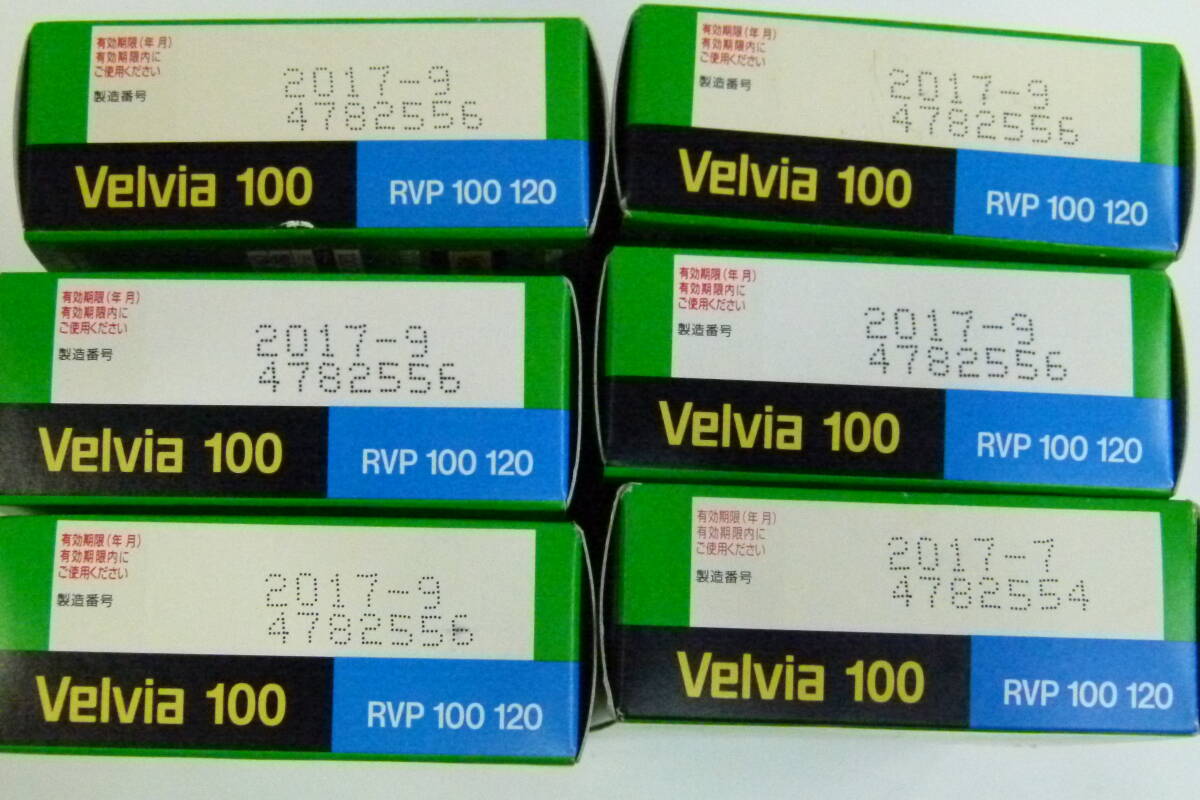 有効期限(年月)
有効期限内に
ご使用ください
製造番号
2017-9
4782556
Velvia 100
RVP 100 120
有効期限(年月)
有効期限内に
ご使用ください
製造番号
2017-9
4782556
Velvia 100
RVP 100 120
有効期限(年月)
有効期限内に
ご使用ください
製造番号
2017-9
4782556
Velvia 100
RVP 100 120
有効期限(年月)
有効期限内に
ご使用ください
製造番号
2017-9
4782556
Velvia 100
RVP 100 120
有効期限(年月)
有効期限内に
ご使用ください
製造番号
2017-9
4782556
Velvia 100
RVP 100 120
有効期限(年月)
有効期限内に
ご使用ください
製造番号
2017-7
4782554
Velvia 100
RVP 100 120